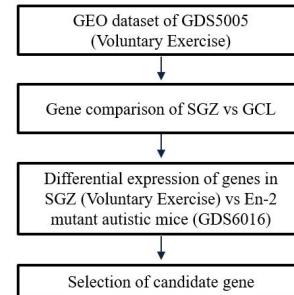 GEO dataset of GDS5005
(Voluntary Exercise)
Gene comparison of SGZ vs GCL
Differential expression of genes in
SGZ (Voluntary Exercise) vs En-2
mutant autistic mice (GDS6016)
Selection of candidate gene